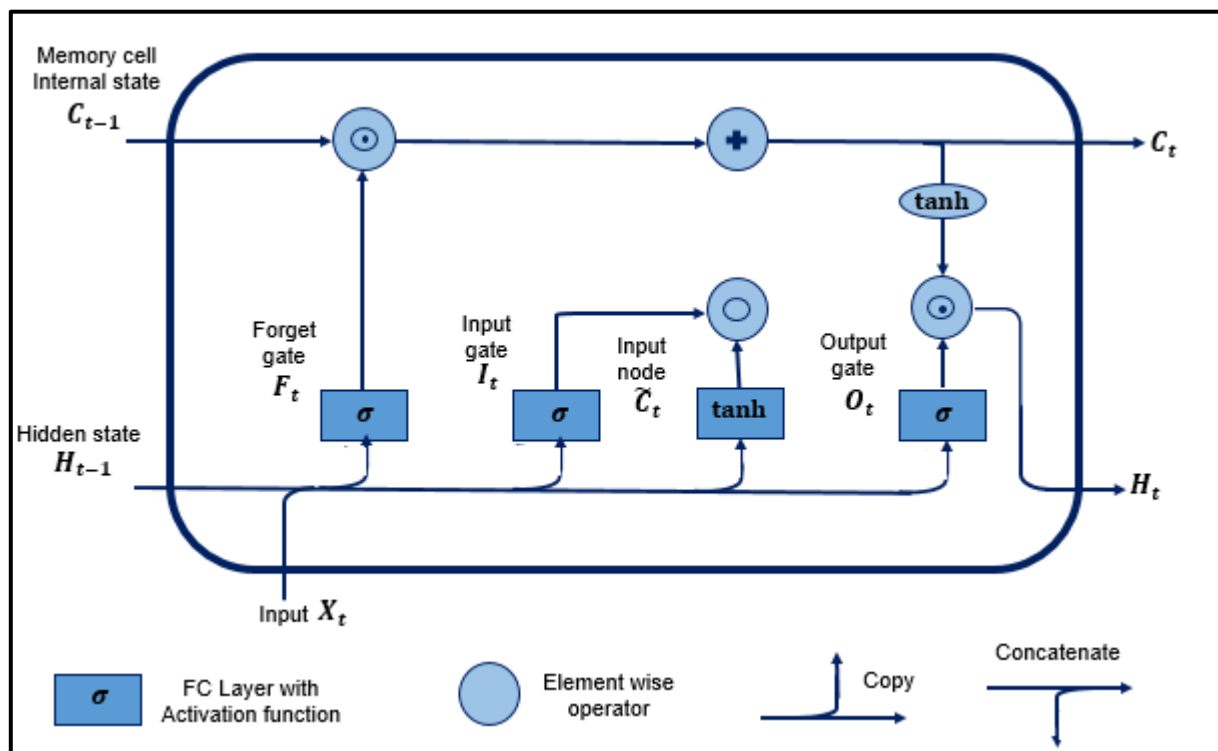 Memory cell
Internal state
C_{t−1}
C_t
tanh
Forget
gate
F_t
Input
gate
I_t
Input
node
C̃_t
Output
gate
O_t
σ
σ
tanh
σ
Hidden state
H_{t−1}
H_t
Input X_t
σ
FC Layer with
Activation function
Element wise
operator
Copy
Concatenate